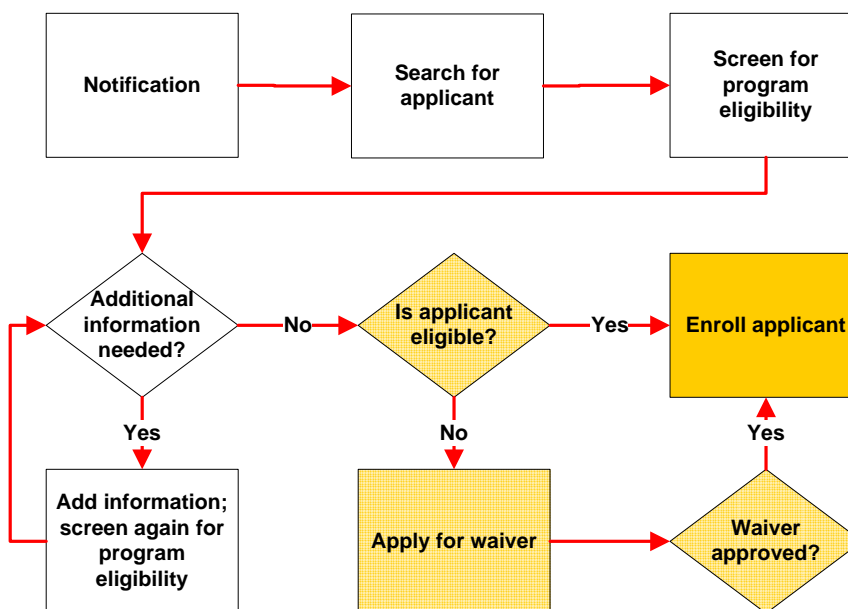 Notification
Search for
applicant
Screen for
program
eligibility
Additional
information
needed?
No
Is applicant
eligible?
Yes
Enroll applicant
Yes
No
Yes
Add information;
screen again for
program
eligibility
Apply for waiver
Waiver
approved?